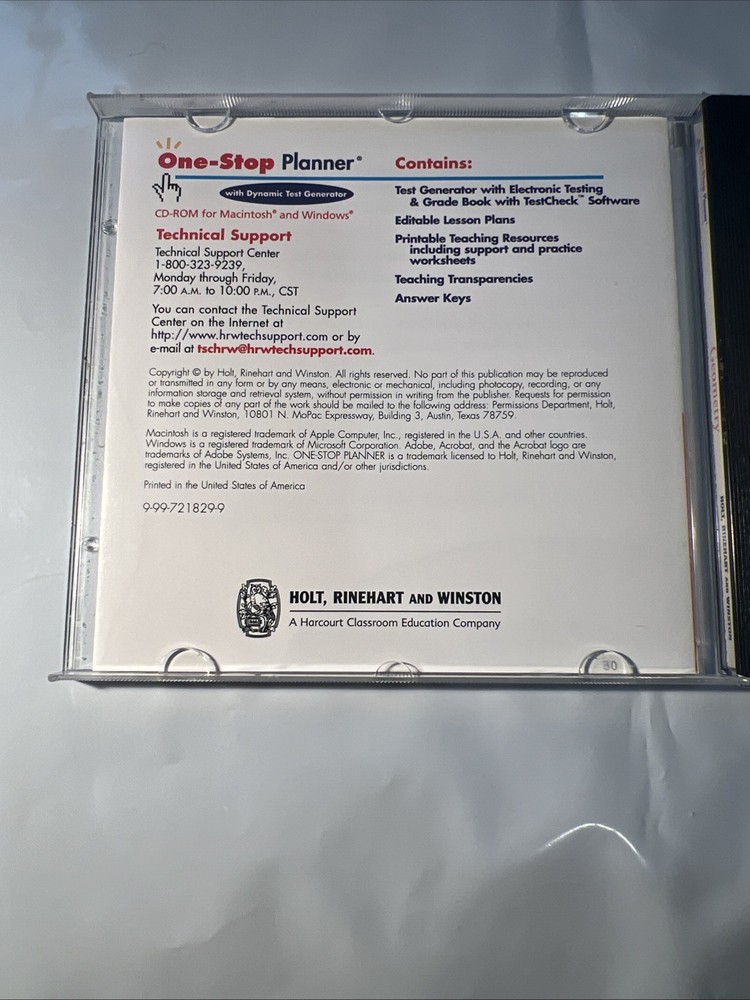 One-Stop Planner®
with Dynamic Test Generator
CD-ROM for Macintosh® and Windows®
Technical Support
Technical Support Center
1-800-323-9239,
Monday through Friday,
7:00 A.M. to 10:00 P.M., CST
You can contact the Technical Support
Center on the Internet at
http://www.hrwtechsupport.com or by
e-mail at tschrw@hrwtechsupport.com.
Contains:
Test Generator with Electronic Testing
& Grade Book with TestCheck™ Software
Editable Lesson Plans
Printable Teaching Resources
including support and practice
worksheets
Teaching Transparencies
Answer Keys
Copyright © by Holt, Rinehart and Winston. All rights reserved. No part of this publication may be reproduced
or transmitted in any form or by any means, electronic or mechanical, including photocopy, recording, or any
information storage and retrieval system, without permission in writing from the publisher. Requests for permission
to make copies of any part of the work should be mailed to the following address: Permissions Department, Holt,
Rinehart and Winston, 10801 N. MoPac Expressway, Building 3, Austin, Texas 78759.
Macintosh is a registered trademark of Apple Computer, Inc., registered in the U.S.A. and other countries.
Windows is a registered trademark of Microsoft Corporation. Adobe, Acrobat, and the Acrobat logo are
trademarks of Adobe Systems, Inc. ONE-STOP PLANNER is a trademark licensed to Holt, Rinehart and Winston,
registered in the United States of America and/or other jurisdictions.
Printed in the United States of America
9-99-721829-9
HOLT, RINEHART AND WINSTON
A Harcourt Classroom Education Company
30
Geometry
HOLT, RINEHART AND WINSTON